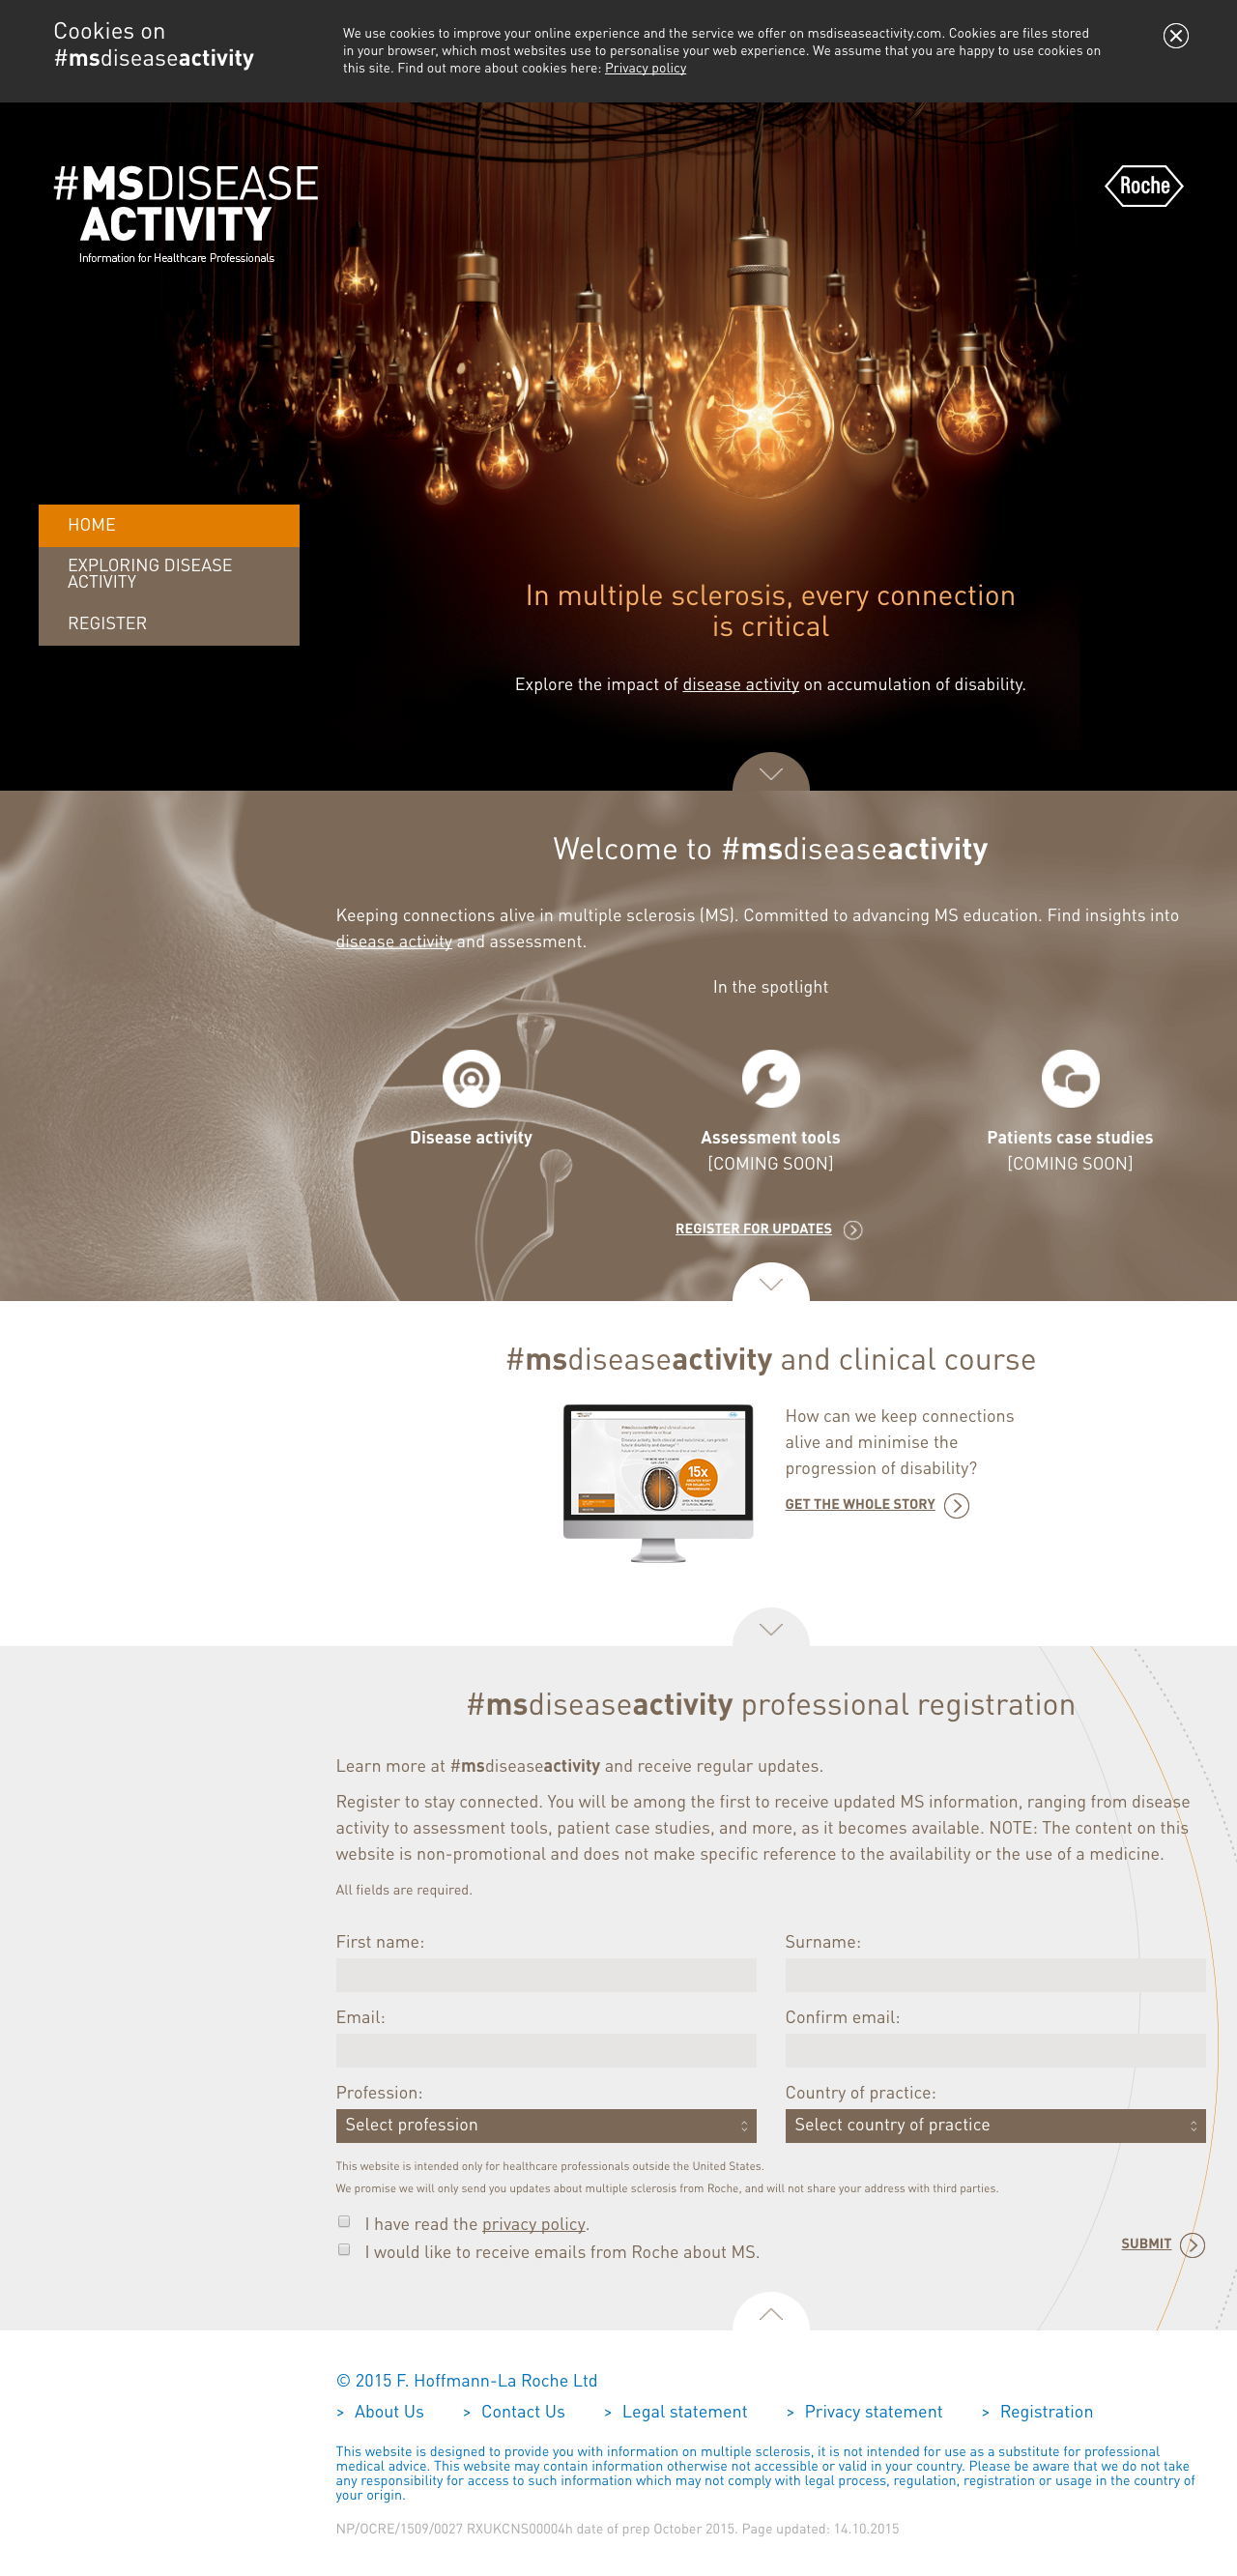 Cookies on
#msdiseaseactivity
We use cookies to improve your online experience and the service we offer on msdiseaseactivity.com. Cookies are files stored
in your browser, which most websites use to personalise your web experience. We assume that you are happy to use cookies on
this site. Find out more about cookies here: Privacy policy
#MSDISEASE
ACTIVITY
Information for Healthcare Professionals
Roche
HOME
EXPLORING DISEASE
ACTIVITY
REGISTER
In multiple sclerosis, every connection
is critical
Explore the impact of disease activity on accumulation of disability.
Welcome to #msdiseaseactivity
Keeping connections alive in multiple sclerosis (MS). Committed to advancing MS education. Find insights into
disease activity and assessment.
In the spotlight
Disease activity
Assessment tools
[COMING SOON]
Patients case studies
[COMING SOON]
REGISTER FOR UPDATES
#msdiseaseactivity and clinical course
15x
How can we keep connections
alive and minimise the
progression of disability?
GET THE WHOLE STORY
#msdiseaseactivity professional registration
Learn more at #msdiseaseactivity and receive regular updates.
Register to stay connected. You will be among the first to receive updated MS information, ranging from disease
activity to assessment tools, patient case studies, and more, as it becomes available. NOTE: The content on this
website is non-promotional and does not make specific reference to the availability or the use of a medicine.
All fields are required.
First name:
Surname:
Email:
Confirm email:
Profession:
Country of practice:
Select profession
Select country of practice
This website is intended only for healthcare professionals outside the United States.
We promise we will only send you updates about multiple sclerosis from Roche, and will not share your address with third parties.
I have read the privacy policy.
I would like to receive emails from Roche about MS.
SUBMIT
© 2015 F. Hoffmann-La Roche Ltd
> About Us > Contact Us > Legal statement > Privacy statement > Registration
This website is designed to provide you with information on multiple sclerosis, it is not intended for use as a substitute for professional
medical advice. This website may contain information otherwise not accessible or valid in your country. Please be aware that we do not take
any responsibility for access to such information which may not comply with legal process, regulation, registration or usage in the country of
your origin.
NP/OCRE/1509/0027 RXUKCNS00004h date of prep October 2015. Page updated: 14.10.2015